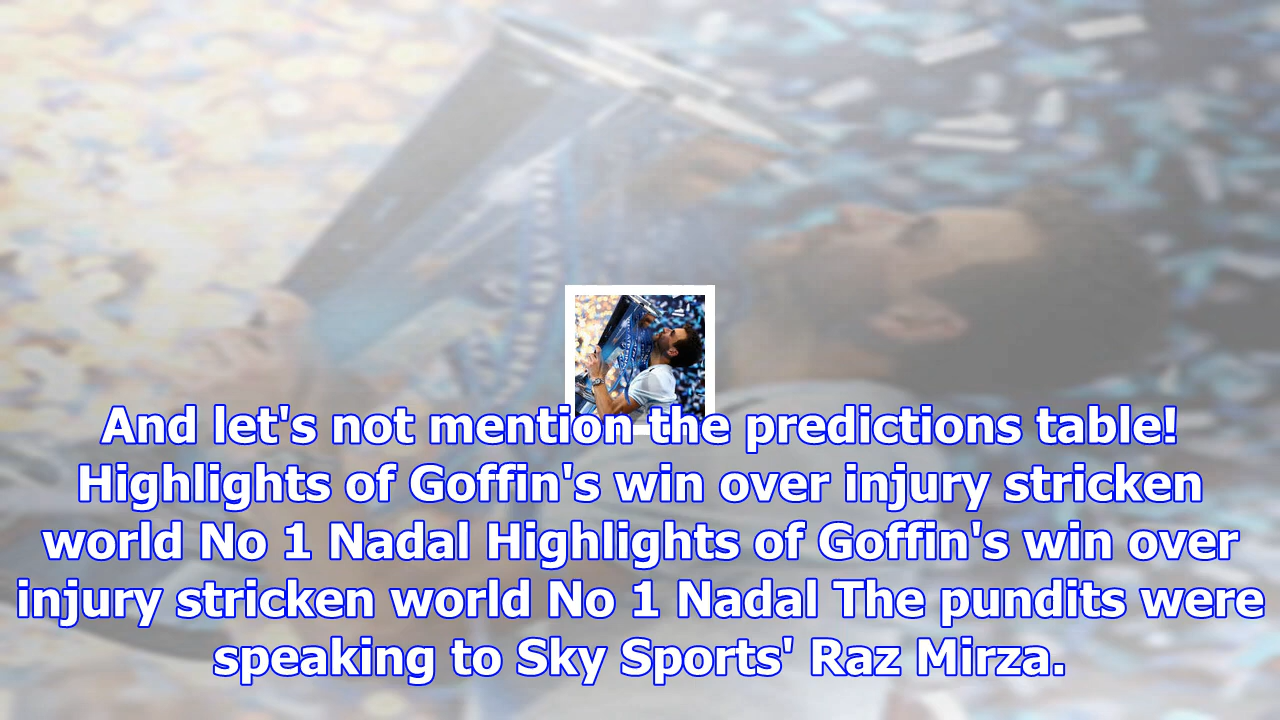 And let's not mention the predictions table!
Highlights of Goffin's win over injury stricken
world No 1 Nadal Highlights of Goffin's win over
injury stricken world No 1 Nadal The pundits were
speaking to Sky Sports' Raz Mirza.